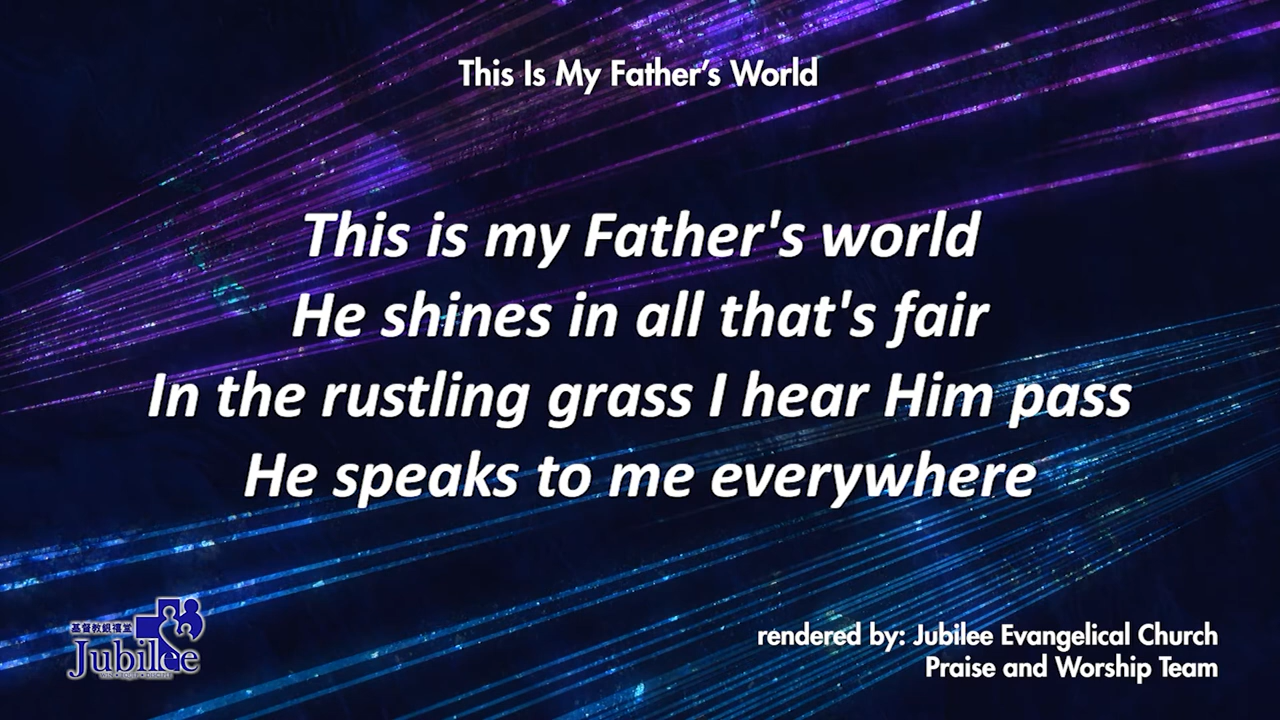 This Is My Father’s World
This is my Father's world
He shines in all that's fair
In the rustling grass I hear Him pass
He speaks to me everywhere
基督教銀禧堂
Jubilee
rendered by: Jubilee Evangelical Church
Praise and Worship Team